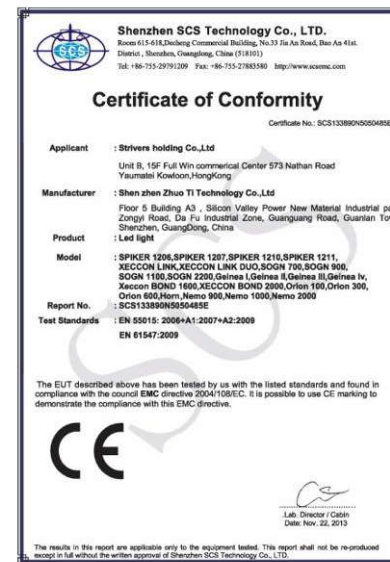 SCS
Shenzhen SCS Technology Co., LTD.
Room 615-618,Decheng Commercial Building, No.33 Jia An Road, Bao An 41st.
District , Shenzhen, Guangdong, China (518101)
Tel: +86-755-29791209 Fax: +86-755-27883580 http://www.scsemc.com
Certificate of Conformity
Certificate No.: SCS133890N5050485E
Applicant : Strivers holding Co.,Ltd
Unit B, 15F Full Win commerical Center 573 Nathan Road
Yaumatei Kowloon,HongKong
Manufacturer : Shen zhen Zhuo Ti Technology Co.,Ltd
Floor 5 Building A3 , Silicon Valley Power New Material Industrial pa
Zongyi Road, Da Fu Industrial Zone, Guanguang Road, Guanlan Tow
Shenzhen, GuangDong, China
Product : Led light
Model : SPIKER 1206,SPIKER 1207,SPIKER 1210,SPIKER 1211,
XECCON LINK,XECCON LINK DUO,SOGN 700,SOGN 900,
SOGN 1100,SOGN 2200,Geinea I,Geinea II,Geinea III,Geinea Iv,
Xeccon BOND 1600,XECCON BOND 2000,Orion 100,Orion 300,
Orion 600,Horn,Nemo 900,Nemo 1000,Nemo 2000
Report No. : SCS133890N5050485E
Test Standards : EN 55015: 2006+A1:2007+A2:2009
EN 61547:2009
The EUT described above has been tested by us with the listed standards and found in
compliance with the council EMC directive 2004/108/EC. It is possible to use CE marking to
demonstrate the compliance with this EMC directive.
CE
Lab. Director / Cabin
Date: Nov. 22, 2013
The results in this report are applicable only to the equipment tested. This report shall not be re-produced
except in full without the written approval of Shenzhen SCS Technology Co., LTD.
SCS